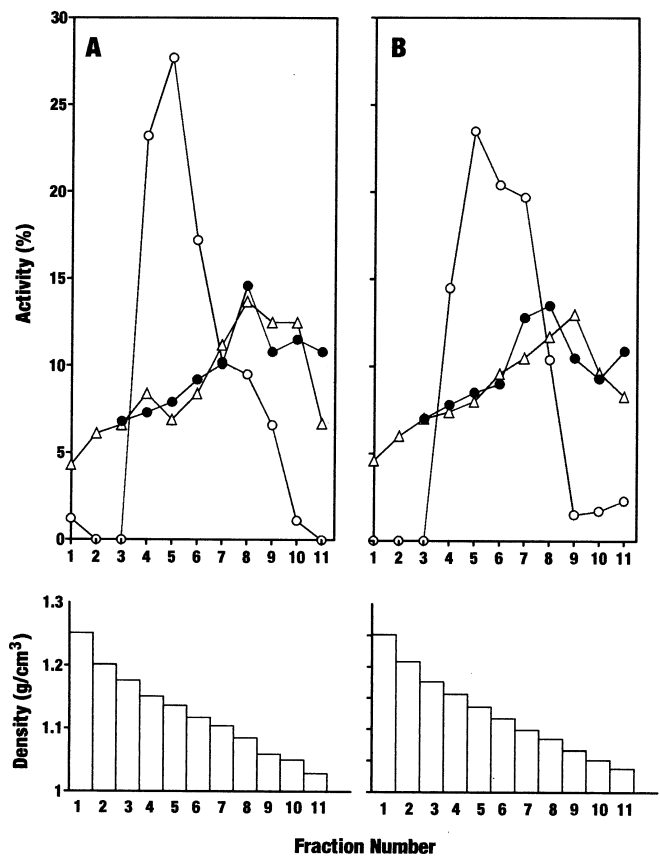 30
A
B
25
20
15
10
5
0
Activity (%)
1 2 3 4 5 6 7 8 9 10 11
1 2 3 4 5 6 7 8 9 10 11
1.3
1.2
1.1
1
Density (g/cm³)
1 2 3 4 5 6 7 8 9 10 11
1 2 3 4 5 6 7 8 9 10 11
Fraction Number